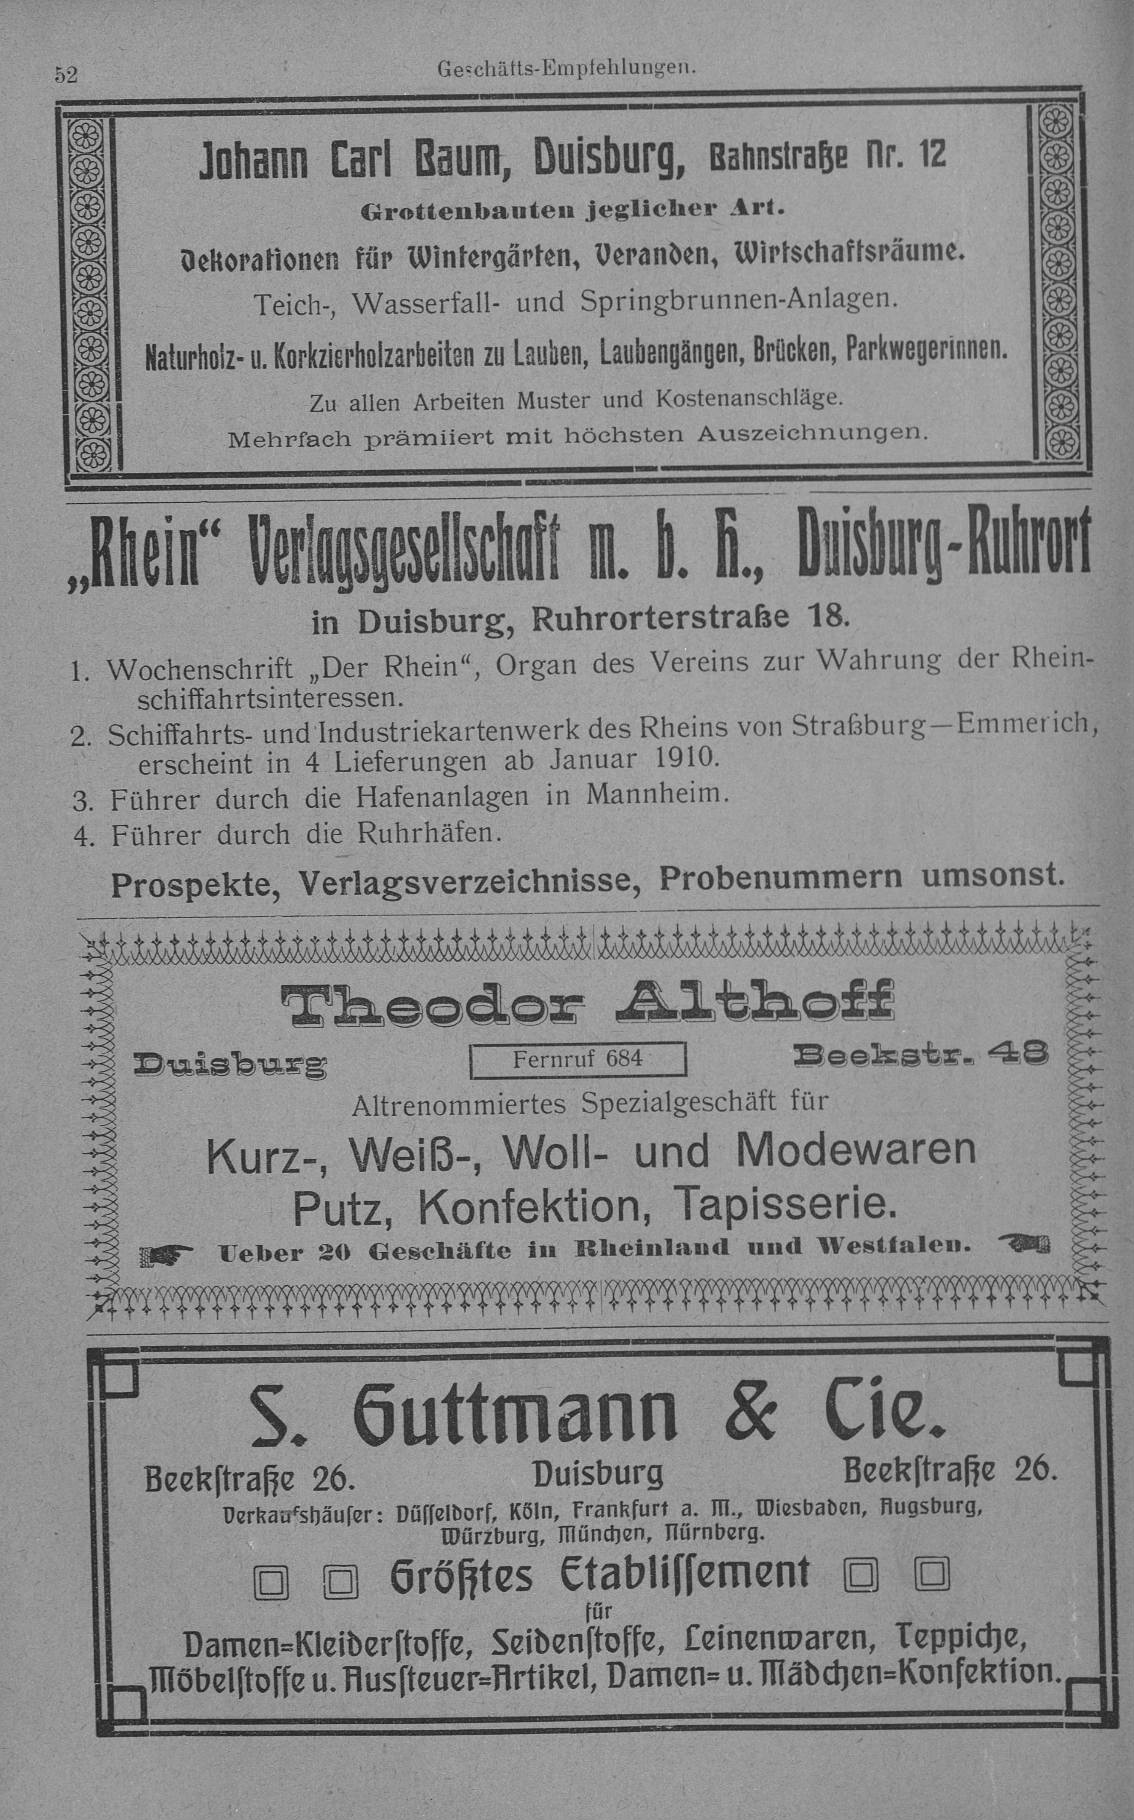 52
Geschäfts-Empfehlungen.
Johann Carl Baum, Duisburg, Bahnstraße Nr. 12
Grottenbauten jeglicher Art.
Dekorationen für Wintergärten, Veranden, Wirtschaftsräume.
Teich-, Wasserfall- und Springbrunnen-Anlagen.
Naturholz- u. Korkzierholzarbeiten zu Lauben, Laubengängen, Brücken, Parkwegerinnen.
Zu allen Arbeiten Muster und Kostenanschläge.
Mehrfach prämiiert mit höchsten Auszeichnungen.
„Rhein“ Verlagsgesellschaft m. b. H., Duisburg-Ruhrort
in Duisburg, Ruhrorterstraße 18.
1. Wochenschrift „Der Rhein“, Organ des Vereins zur Wahrung der Rhein-
schiffahrtsinteressen.
2. Schiffahrts- und Industriekartenwerk des Rheins von Straßburg—Emmerich,
erscheint in 4 Lieferungen ab Januar 1910.
3. Führer durch die Hafenanlagen in Mannheim.
4. Führer durch die Ruhrhäfen.
Prospekte, Verlagsverzeichnisse, Probenummern umsonst.
Theodor Althoff
Duisburg Fernruf 684 Beekstr. 48
Altrenommiertes Spezialgeschäft für
Kurz-, Weiß-, Woll- und Modewaren
Putz, Konfektion, Tapisserie.
Ueber 20 Geschäfte in Rheinland und Westfalen.
S. Guttmann & Cie.
Beekſtraße 26. Duisburg Beekſtraße 26.
Verkaufshäuſer: Düſſeldorf, Köln, Frankfurt a. M., Wiesbaden, Augsburg,
Würzburg, München, Nürnberg.
Größtes Etabliſſement
für
Damen=Kleiderſtoffe, Seidenſtoffe, Leinenwaren, Teppiche,
Möbelſtoffe u. Ausſteuer=Artikel, Damen= u. Mädchen=Konfektion.